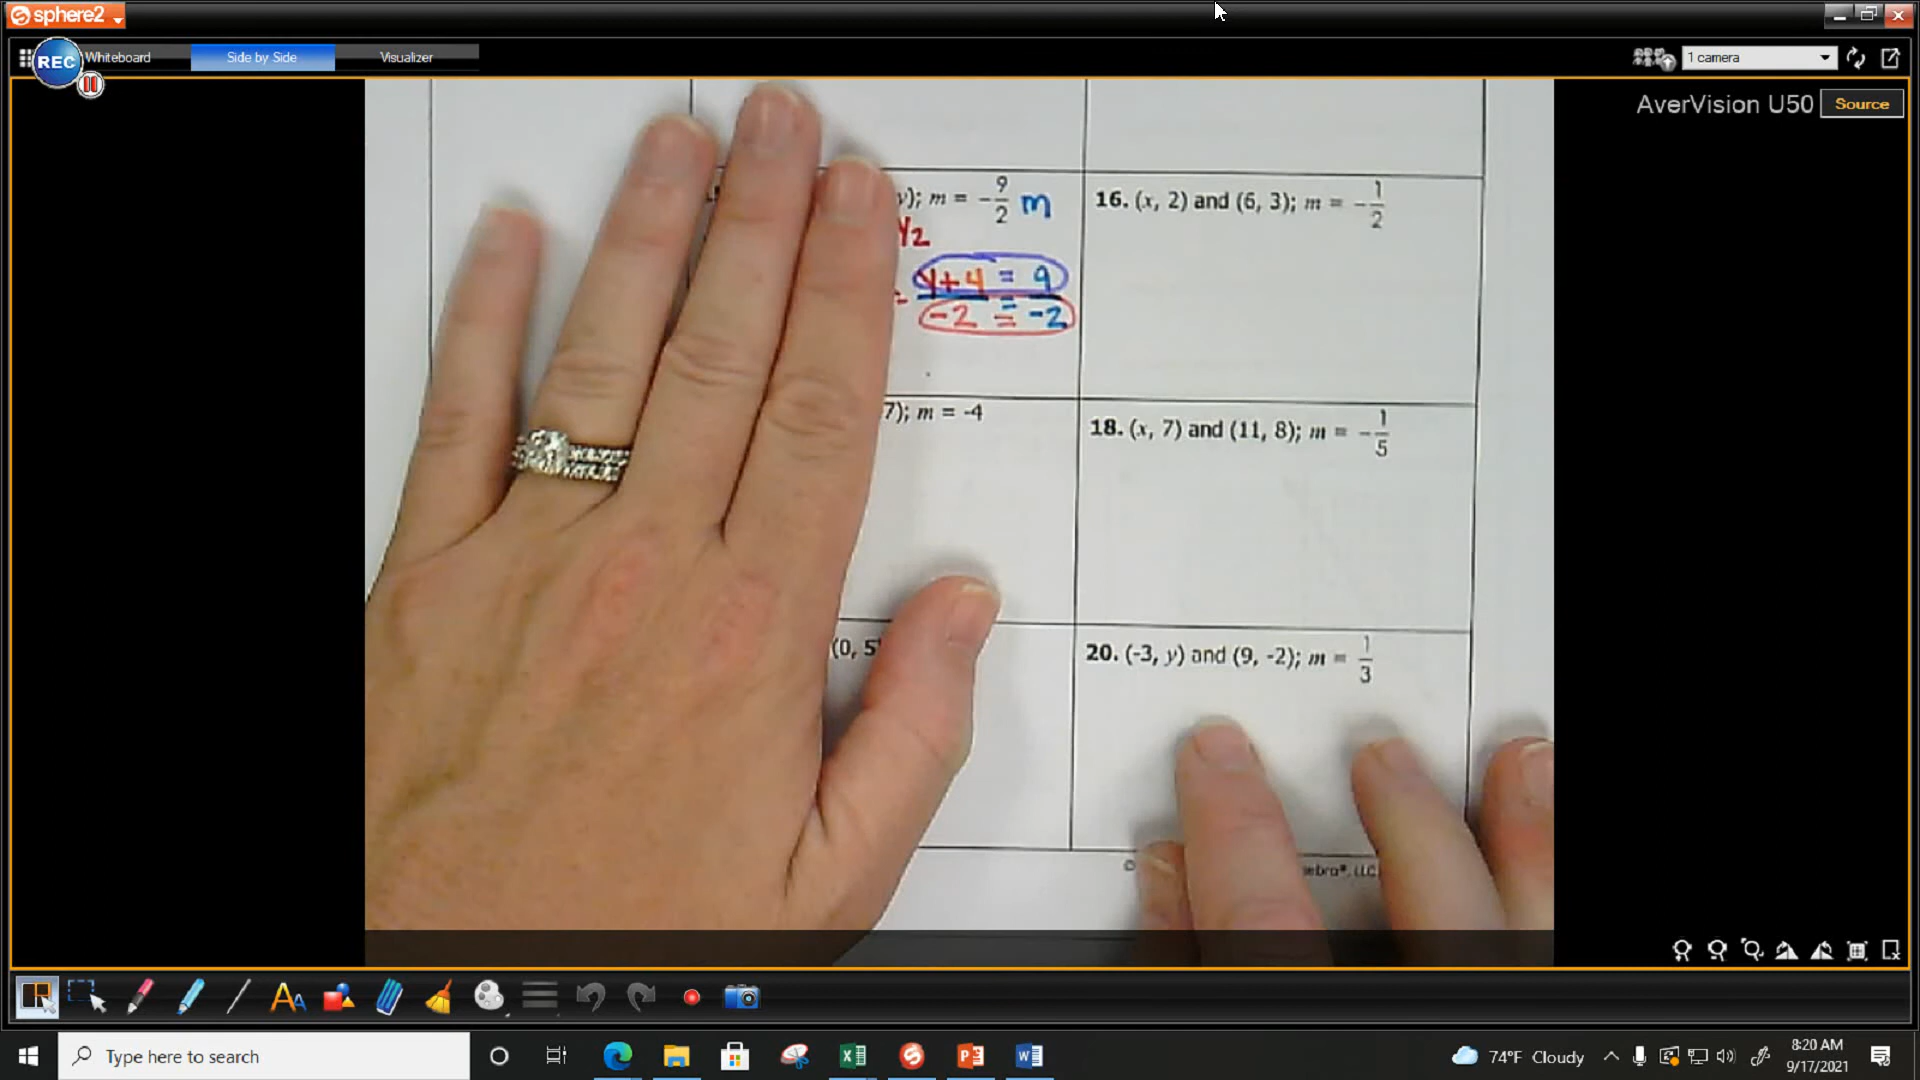 sphere2
REC
Whiteboard
Side by Side
Visualizer
1 camera
AverVision U50
Source
y); m = -9/2 m
Y2
y+4 = 9
-2 = -2
16. (x, 2) and (6, 3); m = -1/2
7); m = -4
18. (x, 7) and (11, 8); m = -1/5
(0, 5
20. (-3, y) and (9, -2); m = 1/3
©
LLC
Type here to search
74°F Cloudy
8:20 AM
9/17/2021